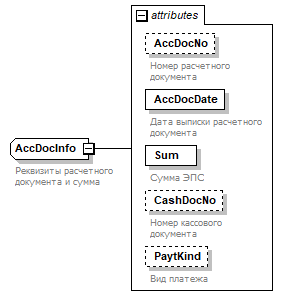 attributes
AccDocNo
Номер расчетного
документа
AccDocDate
Дата выписки расчетного
документа
AccDocInfo
Реквизиты расчетного
документа и сумма
Sum
Сумма ЭПС
CashDocNo
Номер кассового
документа
PaytKind
Вид платежа